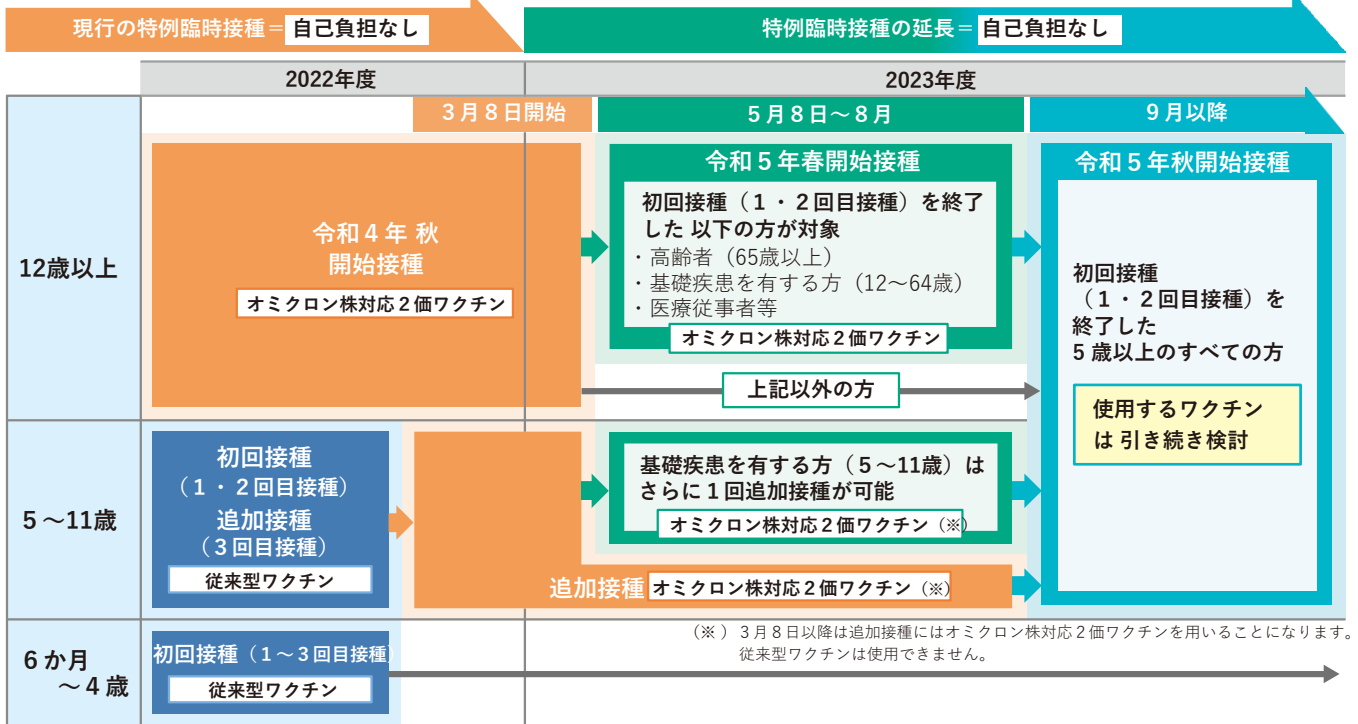 現行の特例臨時接種＝ 自己負担なし
特例臨時接種の延長＝ 自己負担なし
2022年度
2023年度
３月８日開始
５月８日～８月
９月以降
12歳以上
令和４年 秋
開始接種
オミクロン株対応２価ワクチン
令和５年春開始接種
初回接種（１・２回目接種）を終了
した 以下の方が対象
・高齢者（65歳以上）
・基礎疾患を有する方（12～64歳）
・医療従事者等
オミクロン株対応２価ワクチン
上記以外の方
令和５年秋開始接種
初回接種
（１・２回目接種）を
終了した
５歳以上のすべての方
使用するワクチン
は 引き続き検討
５～11歳
初回接種
（１・２回目接種）
追加接種
（３回目接種）
従来型ワクチン
基礎疾患を有する方（５～11歳）は
さらに１回追加接種が可能
オミクロン株対応２価ワクチン（※）
追加接種 オミクロン株対応２価ワクチン（※）
（※ ）３月８日以降は追加接種にはオミクロン株対応２価ワクチンを用いることになります。
従来型ワクチンは使用できません。
６か月
～４歳
初回接種（１～３回目接種）
従来型ワクチン